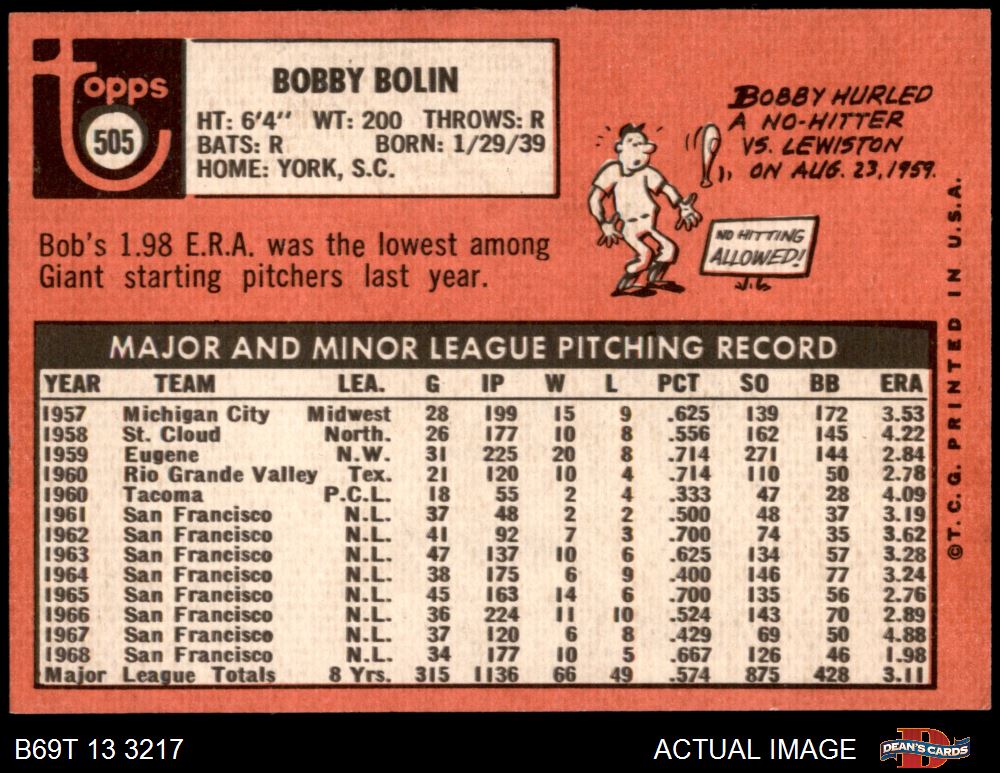 Topps
505
BOBBY BOLIN
HT: 6'4" WT: 200 THROWS: R
BATS: R BORN: 1/29/39
HOME: YORK, S.C.
BOBBY HURLED
A NO-HITTER
VS. LEWISTON
ON AUG. 23, 1959.
NO HITTING
ALLOWED!
Bob's 1.98 E.R.A. was the lowest among
Giant starting pitchers last year.
MAJOR AND MINOR LEAGUE PITCHING RECORD
YEAR TEAM LEA. G IP W L PCT SO BB ERA
1957 Michigan City Midwest 28 199 15 9 .625 139 172 3.53
1958 St. Cloud North. 26 177 10 8 .556 162 145 4.22
1959 Eugene N.W. 31 225 20 8 .714 271 144 2.84
1960 Rio Grande Valley Tex. 21 120 10 4 .714 110 50 2.78
1960 Tacoma P.C.L. 18 55 2 4 .333 47 28 4.09
1961 San Francisco N.L. 37 48 2 2 .500 48 37 3.19
1962 San Francisco N.L. 41 92 7 3 .700 74 35 3.62
1963 San Francisco N.L. 47 137 10 6 .625 134 57 3.28
1964 San Francisco N.L. 38 175 6 9 .400 146 77 3.24
1965 San Francisco N.L. 45 163 14 6 .700 135 56 2.76
1966 San Francisco N.L. 36 224 11 10 .524 143 70 2.89
1967 San Francisco N.L. 37 120 6 8 .429 69 50 4.88
1968 San Francisco N.L. 34 177 10 5 .667 126 46 1.98
Major League Totals 8 Yrs. 315 1136 66 49 .574 875 428 3.11
©T. C. G. PRINTED IN U.S.A.
B69T 13 3217
ACTUAL IMAGE
DEAN'S CARDS